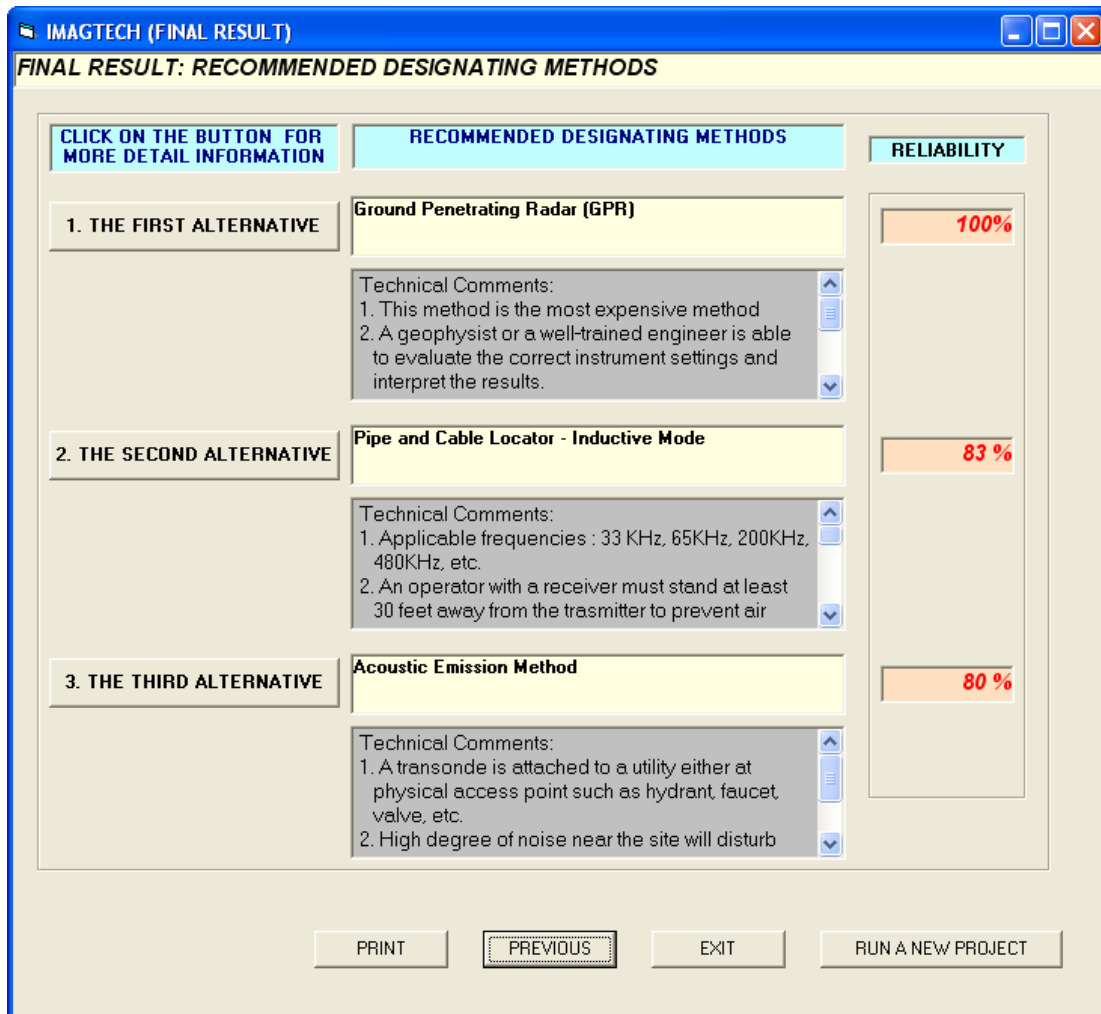 IMAGTECH (FINAL RESULT)
FINAL RESULT: RECOMMENDED DESIGNATING METHODS
CLICK ON THE BUTTON FOR
MORE DETAIL INFORMATION
RECOMMENDED DESIGNATING METHODS
RELIABILITY
1. THE FIRST ALTERNATIVE
Ground Penetrating Radar (GPR)
100%
Technical Comments:
1. This method is the most expensive method
2. A geophysist or a well-trained engineer is able
to evaluate the correct instrument settings and
interpret the results.
2. THE SECOND ALTERNATIVE
Pipe and Cable Locator - Inductive Mode
83 %
Technical Comments:
1. Applicable frequencies : 33 KHz, 65KHz, 200KHz,
480KHz, etc.
2. An operator with a receiver must stand at least
30 feet away from the trasmitter to prevent air
3. THE THIRD ALTERNATIVE
Acoustic Emission Method
80 %
Technical Comments:
1. A transonde is attached to a utility either at
physical access point such as hydrant, faucet,
valve, etc.
2. High degree of noise near the site will disturb
PRINT
PREVIOUS
EXIT
RUN A NEW PROJECT